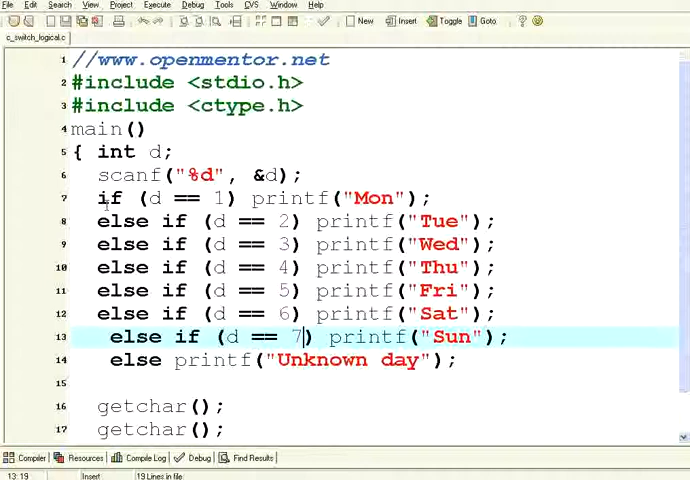 File Edit Search View Project Execute Debug Tools CVS Window Help
New Insert Toggle Goto
c_switch_logical.c
1 //www.openmentor.net
2 #include <stdio.h>
3 #include <ctype.h>
4 main()
5 { int d;
6 scanf("%d", &d);
7 if (d == 1) printf("Mon");
8 else if (d == 2) printf("Tue");
9 else if (d == 3) printf("Wed");
10 else if (d == 4) printf("Thu");
11 else if (d == 5) printf("Fri");
12 else if (d == 6) printf("Sat");
13 else if (d == 7) printf("Sun");
14 else printf("Unknown day");
15
16 getchar();
17 getchar();
Compiler Resources Compile Log Debug Find Results
13: 19 Insert 19 Lines in file